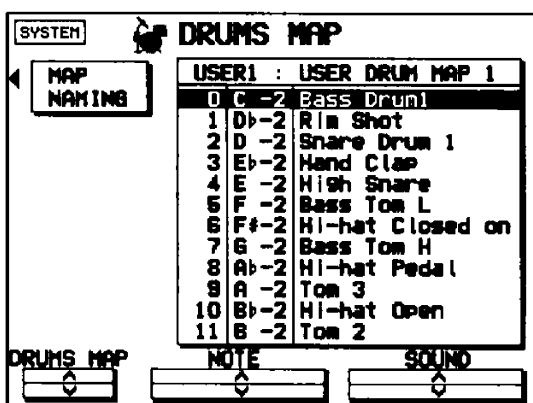 SYSTEM
DRUMS MAP
MAP
NAMING
USER1 : USER DRUM MAP 1
0 C -2 Bass Drum1
1 D♭-2 Rim Shot
2 D -2 Snare Drum 1
3 E♭-2 Hand Clap
4 E -2 High Snare
5 F -2 Bass Tom L
6 F#-2 Hi-hat Closed on
7 G -2 Bass Tom H
8 A♭-2 Hi-hat Pedal
9 A -2 Tom 3
10 B♭-2 Hi-hat Open
11 B -2 Tom 2
DRUMS MAP NOTE SOUND